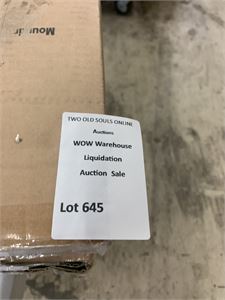 TWO OLD SOULS ONLINE
Auctions
WOW Warehouse
Liquidation
Auction Sale
Lot 645